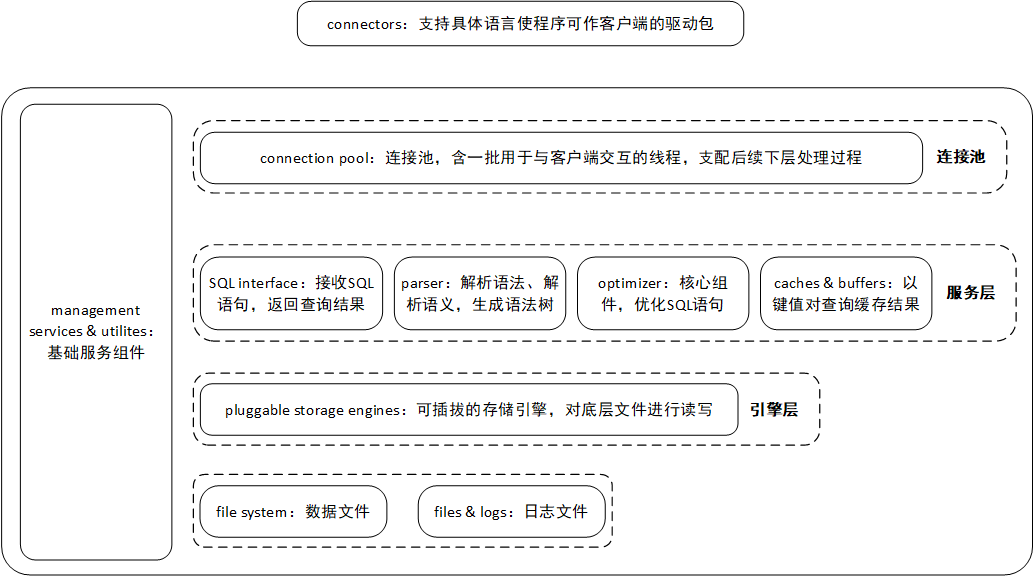 connectors：支持具体语言使程序可作客户端的驱动包
management
services & utilites：
基础服务组件
connection pool：连接池，含一批用于与客户端交互的线程，支配后续下层处理过程
连接池
SQL interface：接收SQL
语句，返回查询结果
parser：解析语法、解
析语义，生成语法树
optimizer：核心组
件，优化SQL语句
caches & buffers：以
键值对查询缓存结果
服务层
pluggable storage engines：可插拔的存储引擎，对底层文件进行读写
引擎层
file system：数据文件
files & logs：日志文件